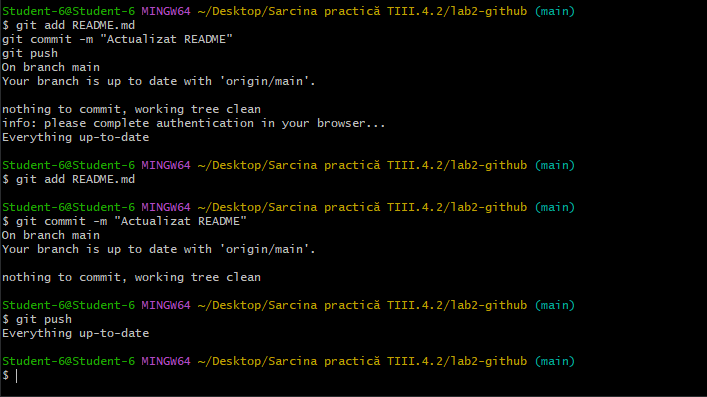 Student-6@Student-6 MINGW64 ~/Desktop/Sarcina practică TIII.4.2/lab2-github (main)
$ git add README.md
git commit -m "Actualizat README"
git push
On branch main
Your branch is up to date with 'origin/main'.
nothing to commit, working tree clean
info: please complete authentication in your browser...
Everything up-to-date
Student-6@Student-6 MINGW64 ~/Desktop/Sarcina practică TIII.4.2/lab2-github (main)
$ git add README.md
Student-6@Student-6 MINGW64 ~/Desktop/Sarcina practică TIII.4.2/lab2-github (main)
$ git commit -m "Actualizat README"
On branch main
Your branch is up to date with 'origin/main'.
nothing to commit, working tree clean
Student-6@Student-6 MINGW64 ~/Desktop/Sarcina practică TIII.4.2/lab2-github (main)
$ git push
Everything up-to-date
Student-6@Student-6 MINGW64 ~/Desktop/Sarcina practică TIII.4.2/lab2-github (main)
$